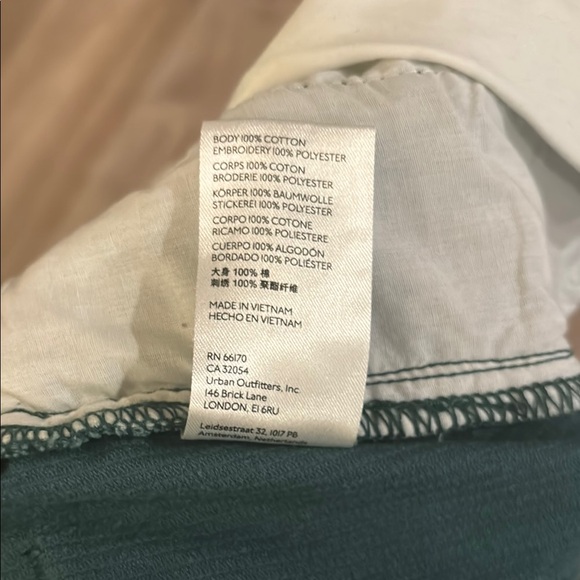 BODY 100% COTTON
EMBROIDERY 100% POLYESTER
CORPS 100% COTON
BRODERIE 100% POLYESTER
KÖRPER 100% BAUMWOLLE
STICKEREI 100% POLYESTER
CORPO 100% COTONE
RICAMO 100% POLIESTERE
CUERPO 100% ALGODÓN
BORDADO 100% POLIÉSTER
大身 100% 棉
刺绣 100% 聚酯纤维
MADE IN VIETNAM
HECHO EN VIETNAM
RN 66170
CA 32054
Urban Outfitters, Inc.
146 Brick Lane
LONDON, E1 6RU
Leidsestraat 32, 1017 PB
Amsterdam, Netherlands